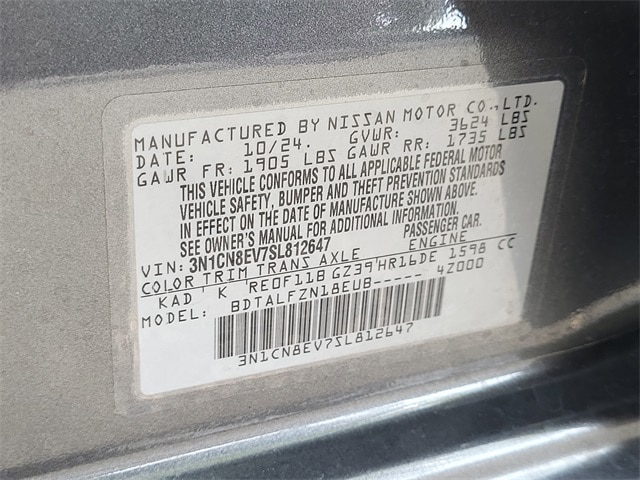 MANUFACTURED BY NISSAN MOTOR CO., LTD.
DATE: 10/24. GVWR: 3624 LBS
GAWR FR: 1905 LBS GAWR RR: 1735 LBS
THIS VEHICLE CONFORMS TO ALL APPLICABLE FEDERAL MOTOR
VEHICLE SAFETY, BUMPER AND THEFT PREVENTION STANDARDS
IN EFFECT ON THE DATE OF MANUFACTURE SHOWN ABOVE.
SEE OWNER'S MANUAL FOR ADDITIONAL INFORMATION.
VIN: 3N1CN8EV7SL812647 PASSENGER CAR.
COLOR TRIM TRANS AXLE ENGINE
KAD K RE0F11B GZ39 HR16DE 1598 CC
MODEL: BDTALFZN18EUB----- 4Z000
3N1CN8EV7SL812647